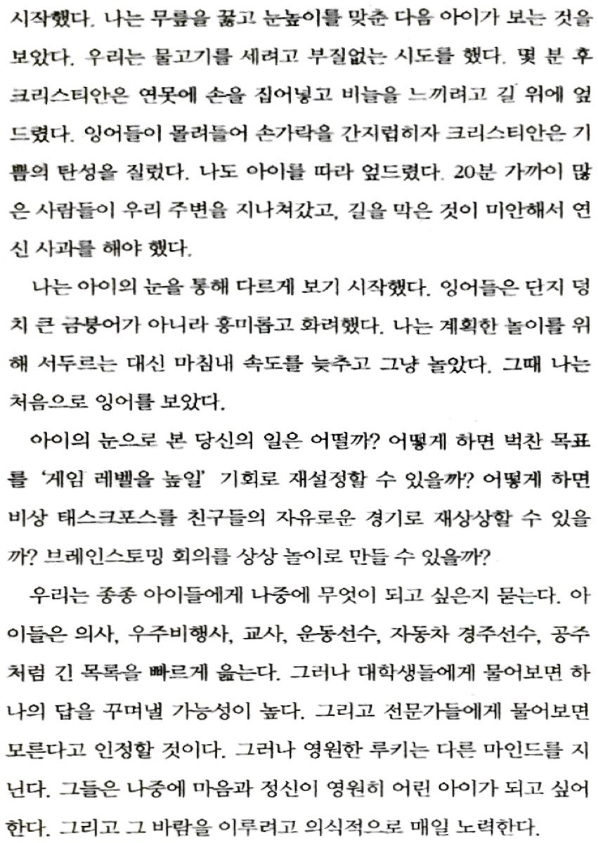 시작했다. 나는 무릎을 꿇고 눈높이를 맞춘 다음 아이가 보는 것을
보았다. 우리는 물고기를 세려고 부질없는 시도를 했다. 몇 분 후
크리스티안은 연못에 손을 집어넣고 비늘을 느끼려고 길 위에 엎
드렸다. 잉어들이 몰려들어 손가락을 간지럽히자 크리스티안은 기
쁨의 탄성을 질렀다. 나도 아이를 따라 엎드렸다. 20분 가까이 많
은 사람들이 우리 주변을 지나쳐갔고, 길을 막은 것이 미안해서 연
신 사과를 해야 했다.
나는 아이의 눈을 통해 다르게 보기 시작했다. 잉어들은 단지 덩
치 큰 금붕어가 아니라 흥미롭고 화려했다. 나는 계획한 놀이를 위
해 서두르는 대신 마침내 속도를 늦추고 그냥 놀았다. 그때 나는
처음으로 잉어를 보았다.
아이의 눈으로 본 당신의 일은 어떨까? 어떻게 하면 벅찬 목표
를 ‘게임 레벨을 높일’ 기회로 재설정할 수 있을까? 어떻게 하면
비상 태스크포스를 친구들의 자유로운 경기로 재상상할 수 있을
까? 브레인스토밍 회의를 상상 놀이로 만들 수 있을까?
우리는 종종 아이들에게 나중에 무엇이 되고 싶은지 묻는다. 아
이들은 의사, 우주비행사, 교사, 운동선수, 자동차 경주선수, 공주
처럼 긴 목록을 빠르게 읊는다. 그러나 대학생들에게 물어보면 하
나의 답을 꾸며낼 가능성이 높다. 그리고 전문가들에게 물어보면
모른다고 인정할 것이다. 그러나 영원한 루키는 다른 마인드를 지
닌다. 그들은 나중에 마음과 정신이 영원히 어린 아이가 되고 싶어
한다. 그리고 그 바람을 이루려고 의식적으로 매일 노력한다.